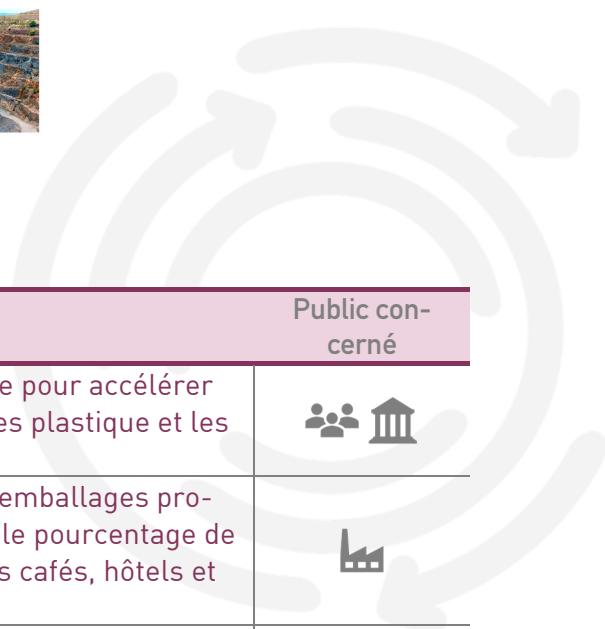 Public con-
cerné
e pour accélérer
es plastique et les
emballages pro-
le pourcentage de
s cafés, hôtels et